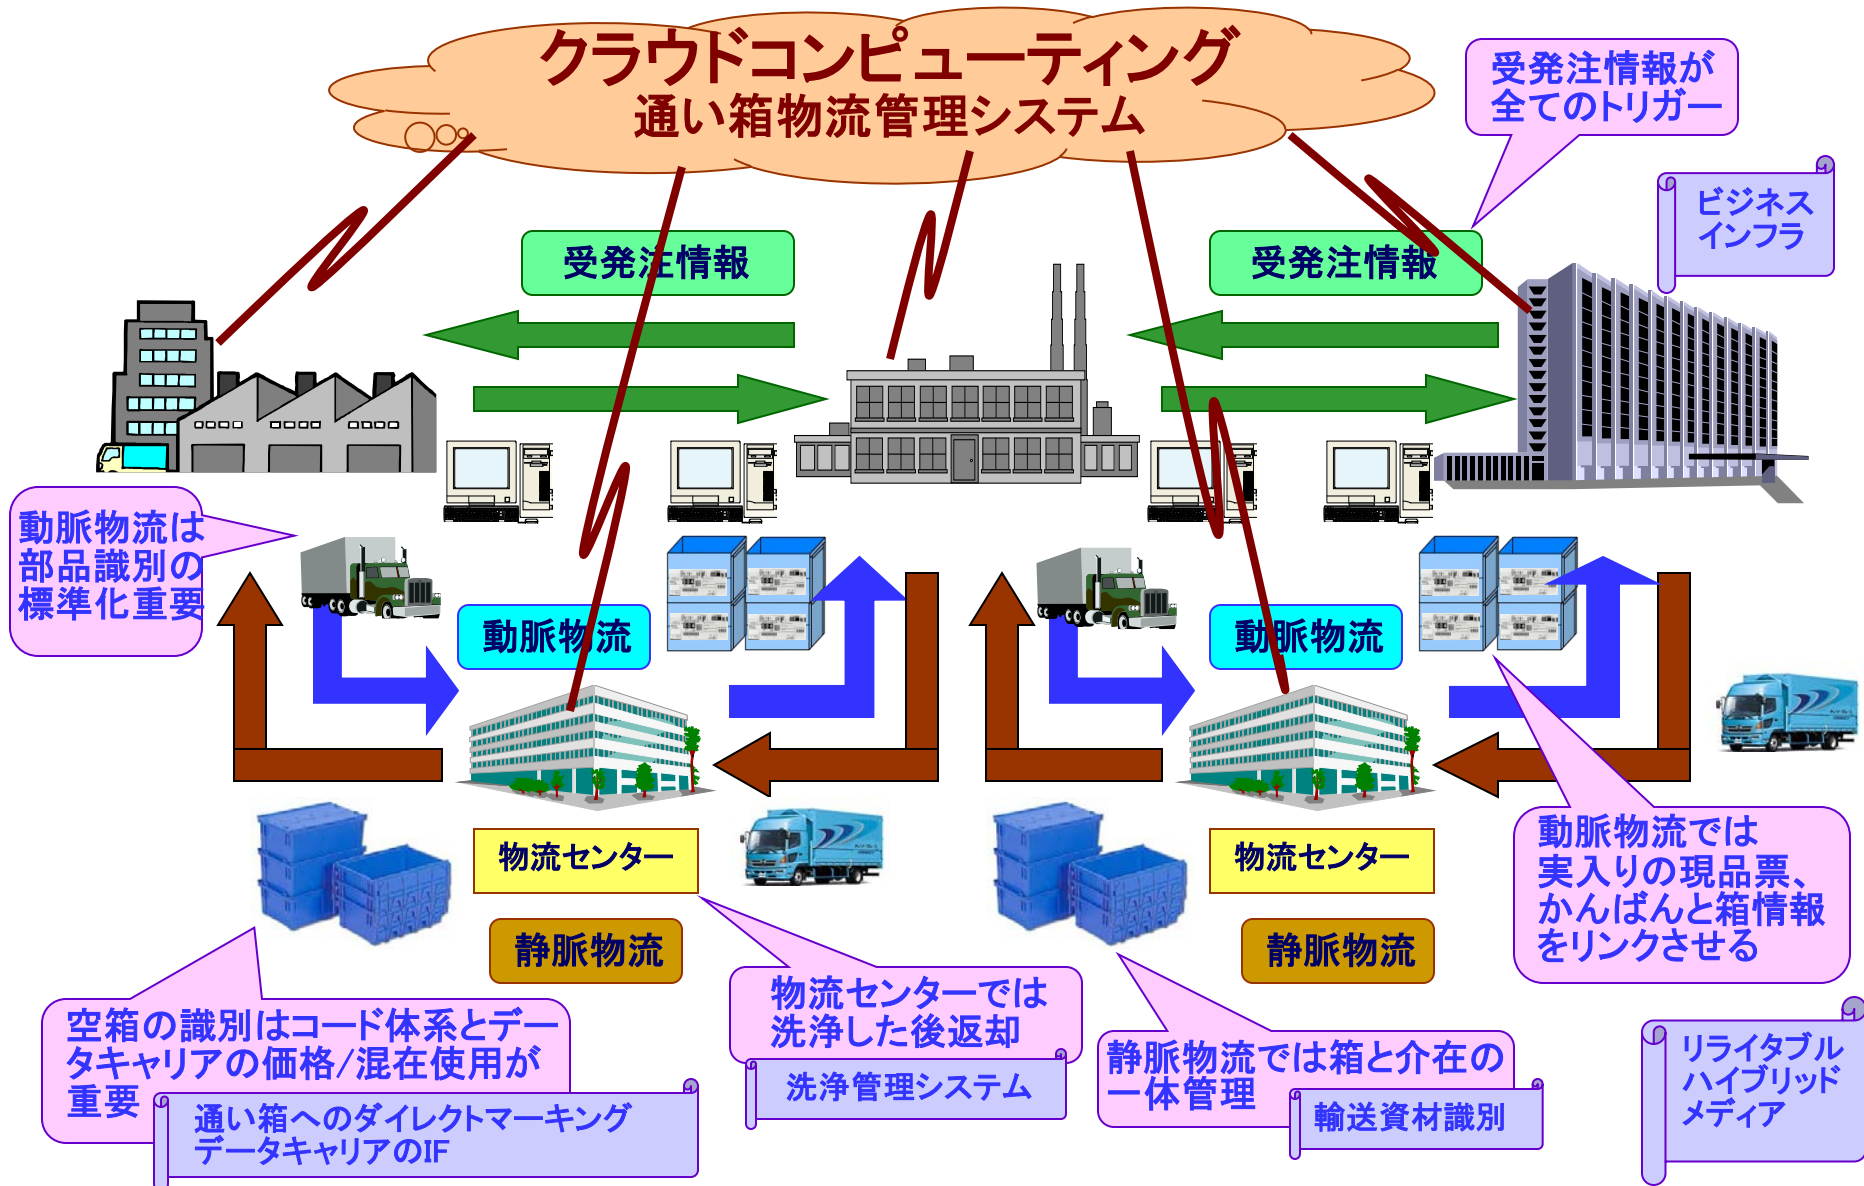 クラウドコンピューティング
通い箱物流管理システム
受発注情報が
全てのトリガー
ビジネス
インフラ
受発注情報
受発注情報
動脈物流は
部品識別の
標準化重要
動脈物流
動脈物流
物流センター
物流センター
動脈物流では
実入りの現品票、
かんばんと箱情報
をリンクさせる
静脈物流
静脈物流
空箱の識別はコード体系とデー
タキャリアの価格/混在使用が
重要
通い箱へのダイレクトマーキング
データキャリアのIF
物流センターでは
洗浄した後返却
洗浄管理システム
静脈物流では箱と介在の
一体管理
輸送資材識別
リライタブル
ハイブリッド
メディア